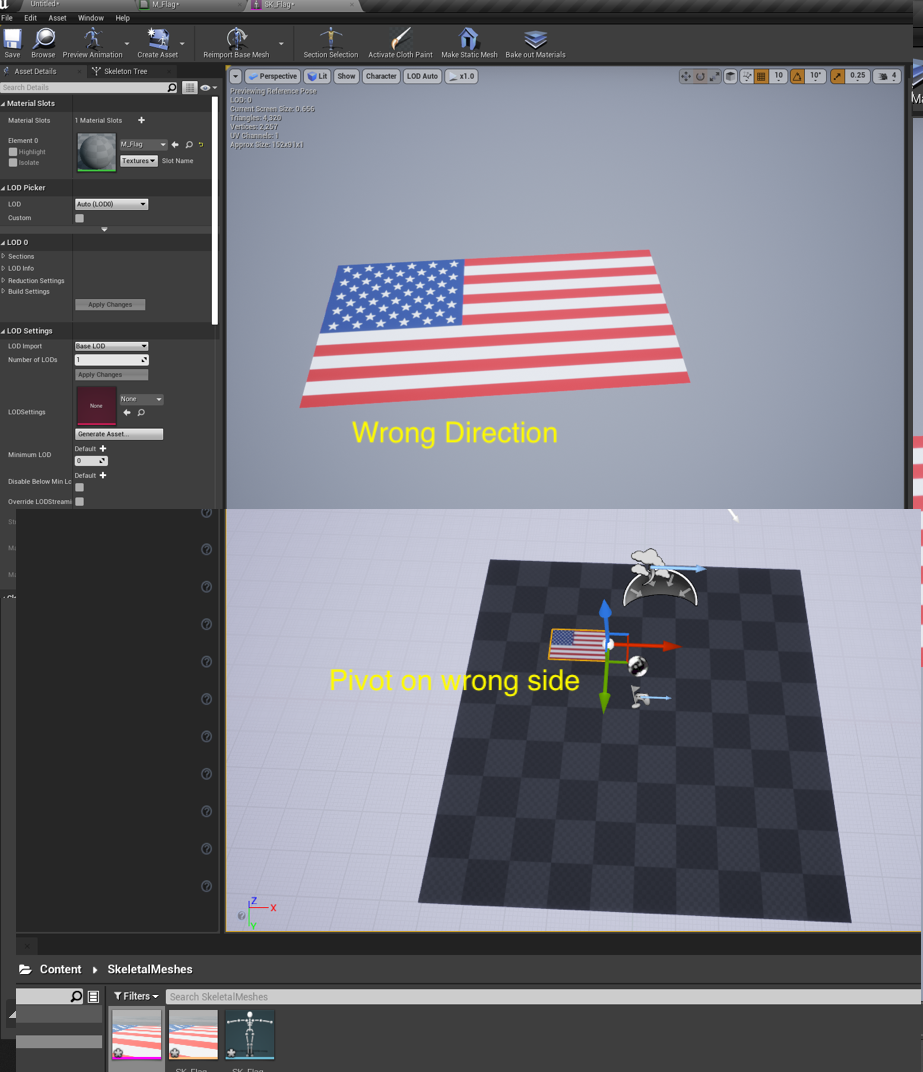 Untitled*
M_Flag*
SK_Flag*
File Edit Asset Window Help
Save Browse Preview Animation Create Asset Reimport Base Mesh Section Selection Activate Cloth Paint Make Static Mesh Bake out Materials
Asset Details Skeleton Tree
Search Details
Perspective Lit Show Character LOD Auto x1.0 10 10° 0.25 4
Previewing Reference Pose
LOD: 0
Current Screen Size: 0.656
Triangles: 4,320
Vertices: 2,257
UV Channels: 1
Approx Size: 152x91x1
Material Slots
Material Slots 1 Material Slots
Element 0
Highlight
Isolate
M_Flag
Textures Slot Name
LOD Picker
LOD Auto (LOD0)
Custom
LOD 0
Sections
LOD Info
Reduction Settings
Build Settings
Apply Changes
LOD Settings
LOD Import Base LOD
Number of LODs 1
Apply Changes
LODSettings None None
Generate Asset...
Minimum LOD Default
0
Disable Below Min Lo Default
Override LODStreami
Wrong Direction
Pivot on wrong side
Z
X
Y
Content SkeletalMeshes
Filters Search SkeletalMeshes